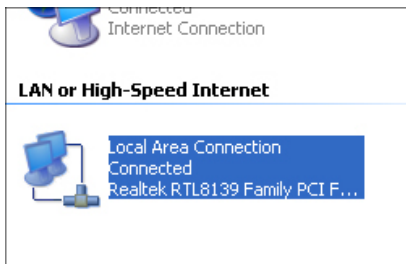 Connected
Internet Connection
LAN or High-Speed Internet
Local Area Connection
Connected
Realtek RTL8139 Family PCI F...